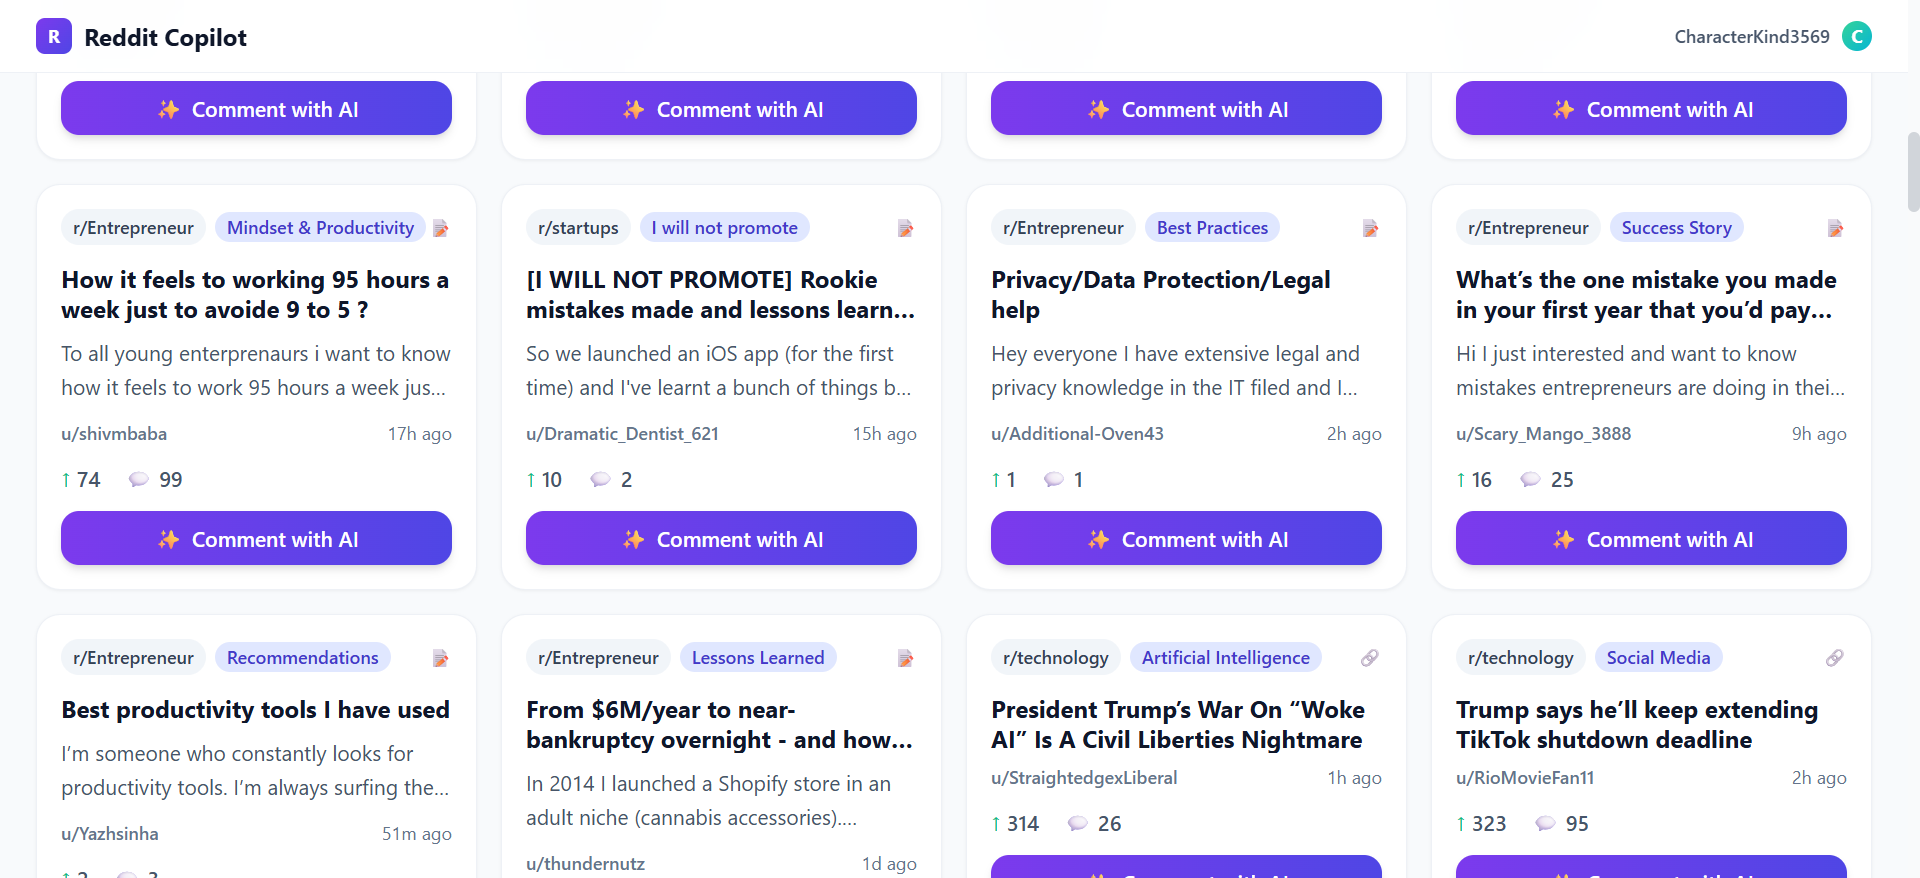 R Reddit Copilot
CharacterKind3569 C
Comment with AI
Comment with AI
Comment with AI
Comment with AI
r/Entrepreneur Mindset & Productivity
How it feels to working 95 hours a
week just to avoide 9 to 5 ?
To all young enterprenaurs i want to know
how it feels to work 95 hours a week jus...
u/shivmbaba 17h ago
↑ 74 99
Comment with AI
r/startups I will not promote
[I WILL NOT PROMOTE] Rookie
mistakes made and lessons learn...
So we launched an iOS app (for the first
time) and I've learnt a bunch of things b...
u/Dramatic_Dentist_621 15h ago
↑ 10 2
Comment with AI
r/Entrepreneur Best Practices
Privacy/Data Protection/Legal
help
Hey everyone I have extensive legal and
privacy knowledge in the IT filed and I...
u/Additional-Oven43 2h ago
↑ 1 1
Comment with AI
r/Entrepreneur Success Story
What’s the one mistake you made
in your first year that you’d pay...
Hi I just interested and want to know
mistakes entrepreneurs are doing in thei...
u/Scary_Mango_3888 9h ago
↑ 16 25
Comment with AI
r/Entrepreneur Recommendations
Best productivity tools I have used
I’m someone who constantly looks for
productivity tools. I’m always surfing the...
u/Yazhsinha 51m ago
r/Entrepreneur Lessons Learned
From $6M/year to near-
bankruptcy overnight - and how...
In 2014 I launched a Shopify store in an
adult niche (cannabis accessories)....
u/thundernutz 1d ago
r/technology Artificial Intelligence
President Trump’s War On “Woke
AI” Is A Civil Liberties Nightmare
u/StraightedgexLiberal 1h ago
↑ 314 26
r/technology Social Media
Trump says he’ll keep extending
TikTok shutdown deadline
u/RioMovieFan11 2h ago
↑ 323 95